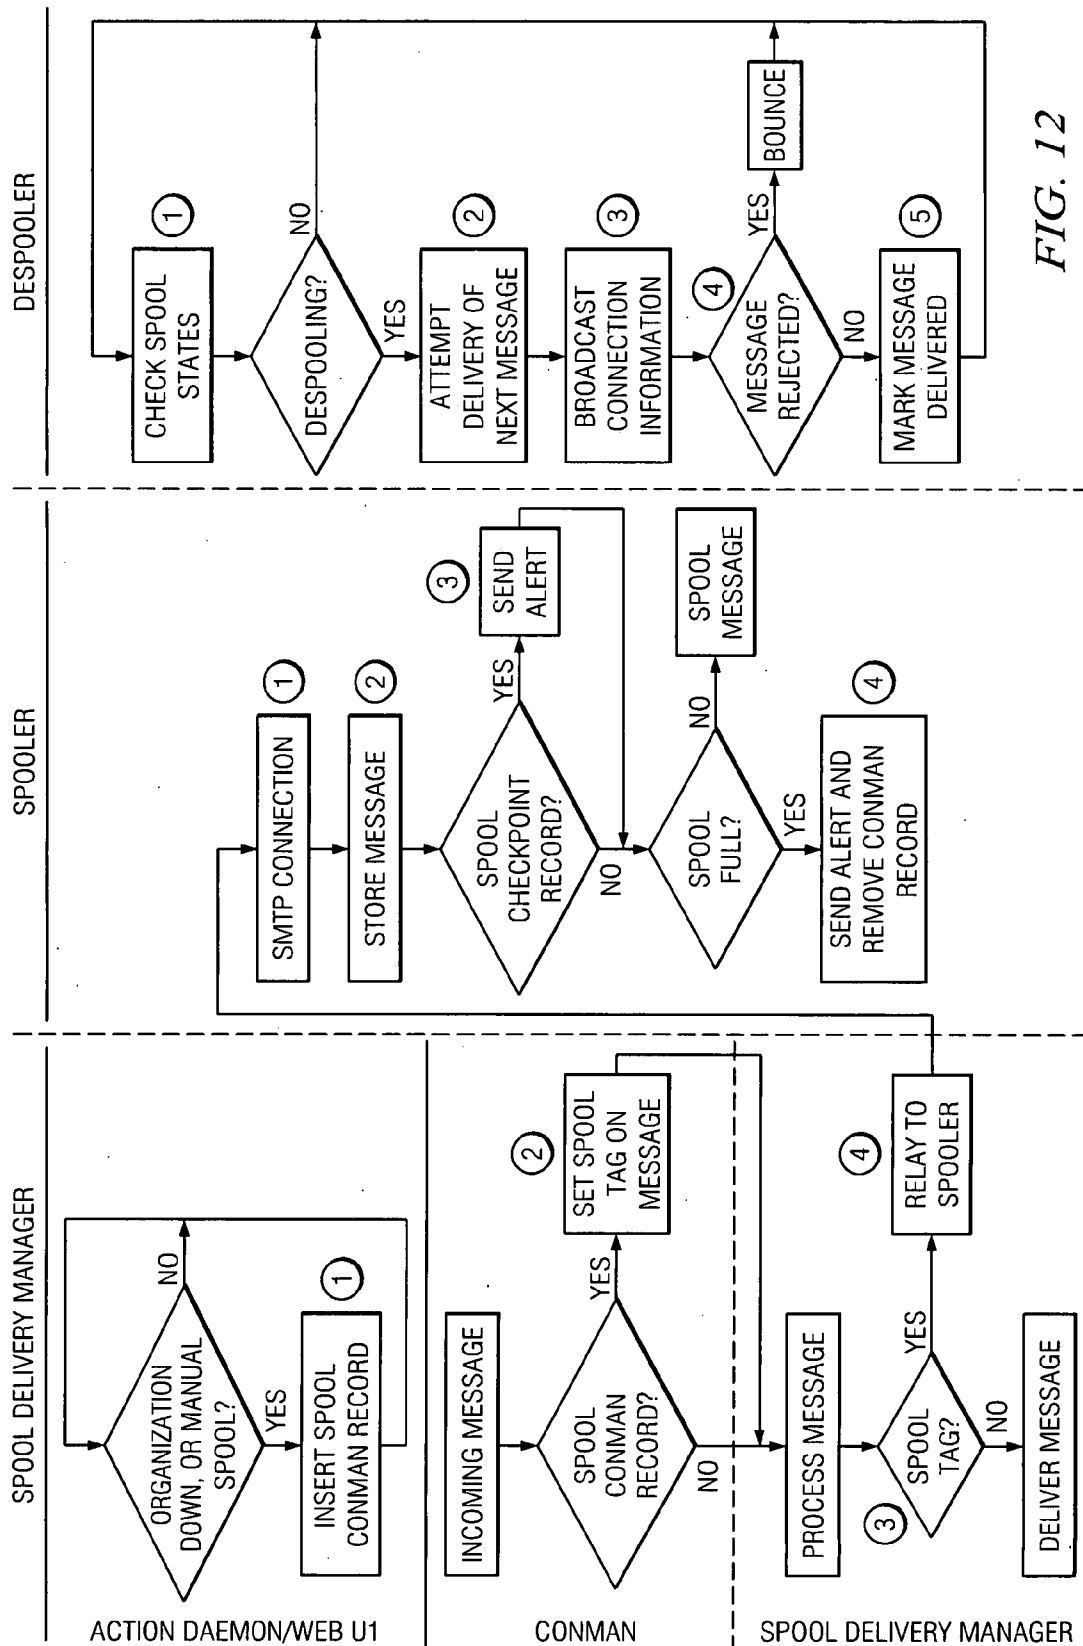 SPOOL DELIVERY MANAGER
SPOOLER
DESPOOLER
ACTION DAEMON/WEB U1
ORGANIZATION
DOWN, OR MANUAL
SPOOL?
NO
YES
1
INSERT SPOOL
CONMAN RECORD
CONMAN
INCOMING MESSAGE
SPOOL
CONMAN
RECORD?
YES
NO
2
SET SPOOL
TAG ON
MESSAGE
SPOOL DELIVERY MANAGER
PROCESS MESSAGE
3
SPOOL
TAG?
YES
NO
4
RELAY TO
SPOOLER
DELIVER MESSAGE
SMTP CONNECTION
1
STORE MESSAGE
2
SPOOL
CHECKPOINT
RECORD?
YES
NO
3
SEND
ALERT
SPOOL
FULL?
NO
YES
SPOOL
MESSAGE
SEND ALERT AND
REMOVE CONMAN
RECORD
4
CHECK SPOOL
STATES
1
DESPOOLING?
NO
YES
ATTEMPT
DELIVERY OF
NEXT MESSAGE
2
BROADCAST
CONNECTION
INFORMATION
3
4
MESSAGE
REJECTED?
YES
NO
BOUNCE
MARK MESSAGE
DELIVERED
5
FIG. 12